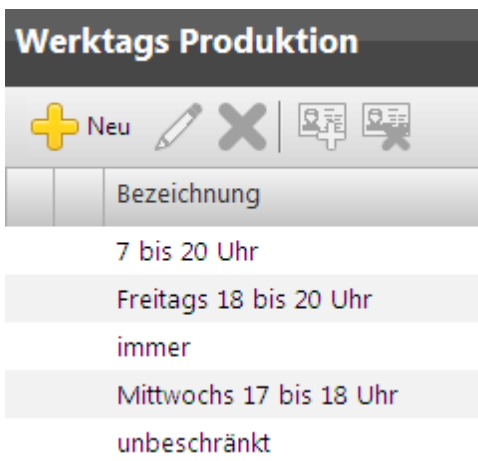 Werktags Produktion
Neu
Bezeichnung
7 bis 20 Uhr
Freitags 18 bis 20 Uhr
immer
Mittwochs 17 bis 18 Uhr
unbeschränkt